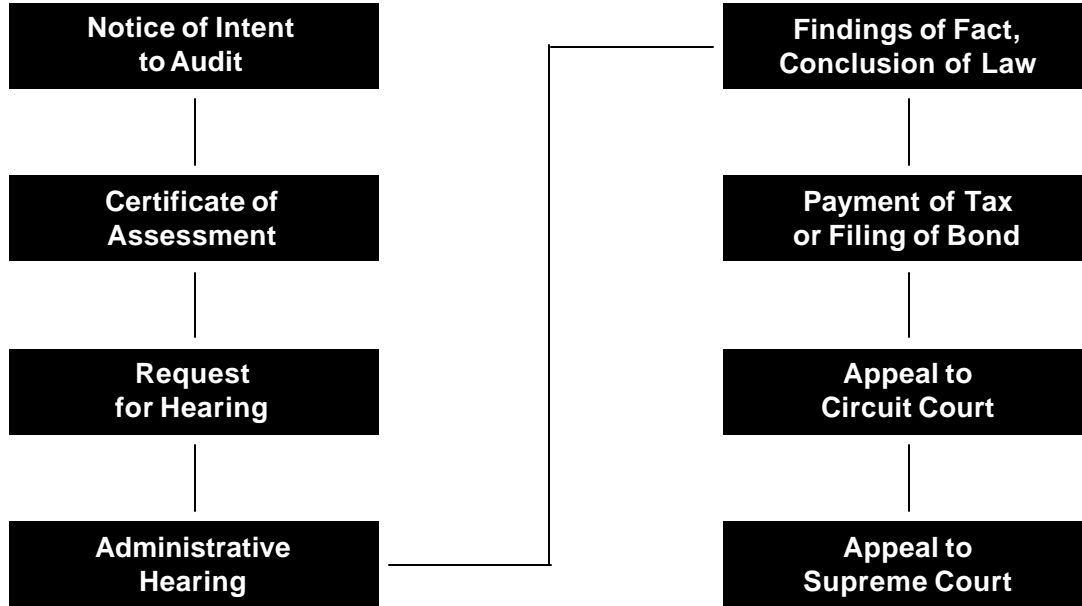 Notice of Intent
to Audit
Certificate of
Assessment
Request
for Hearing
Administrative
Hearing
Findings of Fact,
Conclusion of Law
Payment of Tax
or Filing of Bond
Appeal to
Circuit Court
Appeal to
Supreme Court